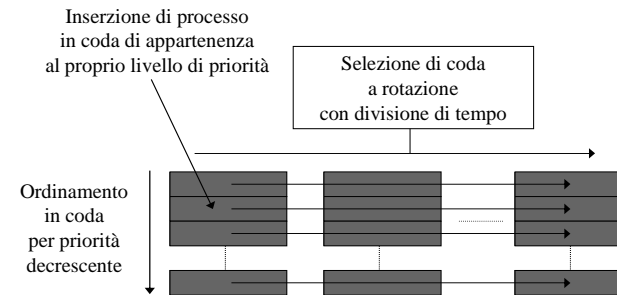 Inserzione di processo
in coda di appartenenza
al proprio livello di priorità
Selezione di coda
a rotazione
con divisione di tempo
Ordinamento
in coda
per priorità
decrescente